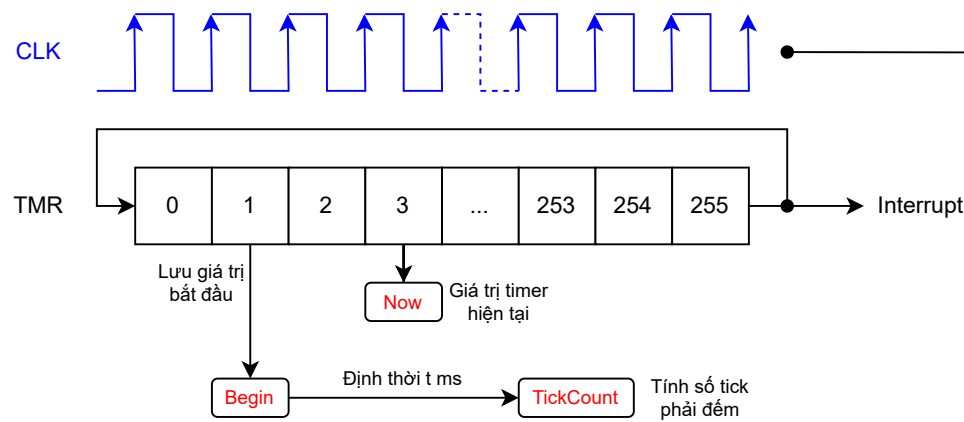 CLK
TMR
0 1 2 3 ... 253 254 255
Interrupt
Lưu giá trị
bắt đầu
Now
Giá trị timer
hiện tại
Begin
Định thời t ms
TickCount
Tính số tick
phải đếm